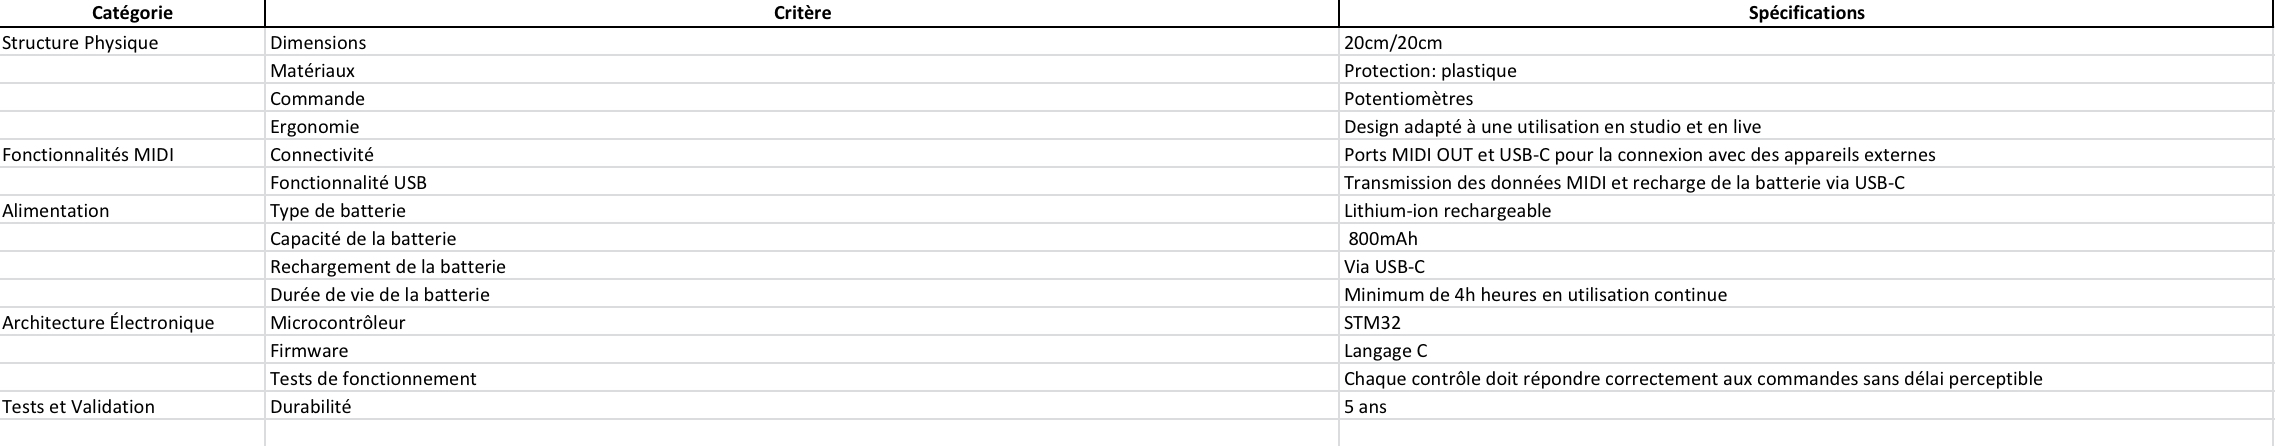 Catégorie Critère Spécifications
Structure Physique Dimensions 20cm/20cm
Matériaux Protection: plastique
Commande Potentiomètres
Ergonomie Design adapté à une utilisation en studio et en live
Fonctionnalités MIDI Connectivité Ports MIDI OUT et USB-C pour la connexion avec des appareils externes
Fonctionnalité USB Transmission des données MIDI et recharge de la batterie via USB-C
Alimentation Type de batterie Lithium-ion rechargeable
Capacité de la batterie 800mAh
Rechargement de la batterie Via USB-C
Durée de vie de la batterie Minimum de 4h heures en utilisation continue
Architecture Électronique Microcontrôleur STM32
Firmware Langage C
Tests de fonctionnement Chaque contrôle doit répondre correctement aux commandes sans délai perceptible
Tests et Validation Durabilité 5 ans